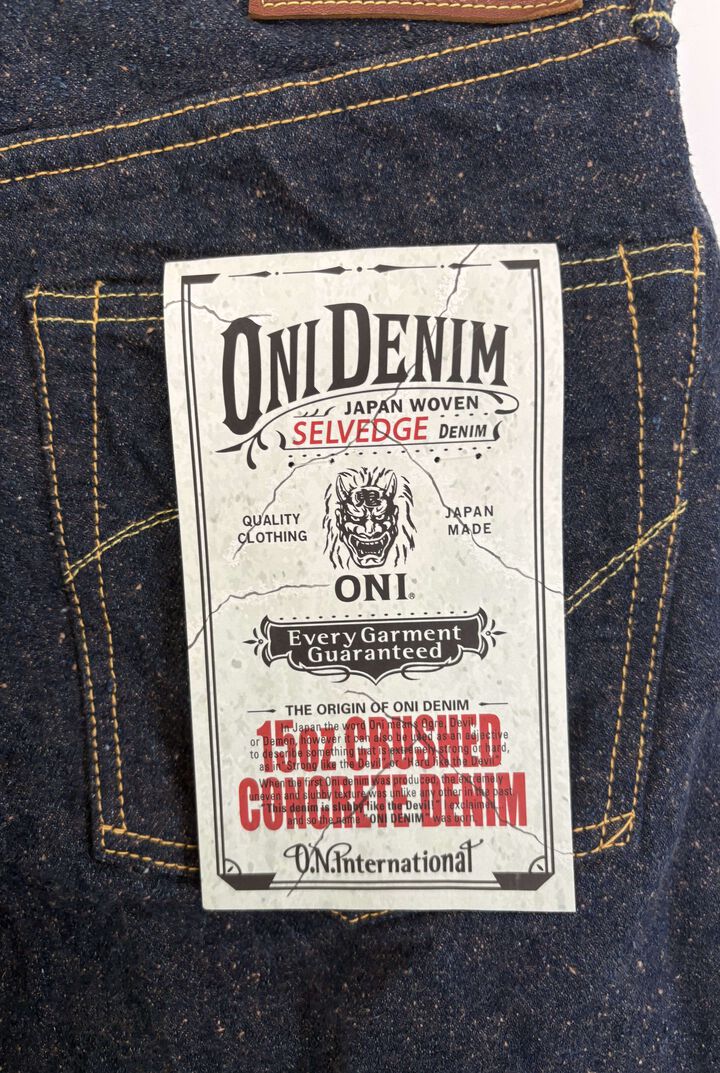 ONI DENIM
JAPAN WOVEN
SELVEDGE DENIM
QUALITY
CLOTHING
JAPAN
MADE
ONI®
Every Garment
Guaranteed
THE ORIGIN OF ONI DENIM
In Japan the word Oni means Ogre, Devil
or Demon, however it can also be used as an adjective
to describe something that is extremely strong or hard,
as in "Strong like the Devil" or "Hard like the Devil"
15oz CRUSHED
When the first Oni denim was produced the extremely
uneven and slubby texture was unlike any other in the past.
CONCRETE DENIM
"This denim is slubby like the Devil!" I exclaimed,
and so the name "ONI DENIM" was born.
O.N.International